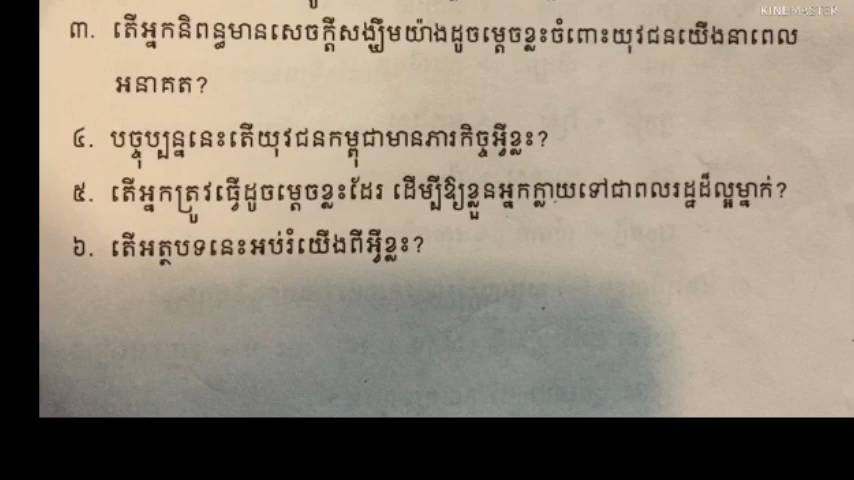 KINEMASTER
៣. តើអ្នកនិពន្ធមានសេចក្ដីសង្ឃឹមយ៉ាងដូចម្ដេចខ្លះចំពោះយុវជនយើងនាពេល
អនាគត?
៤. បច្ចុប្បន្ននេះតើយុវជនកម្ពុជាមានភារកិច្ចអ្វីខ្លះ?
៥. តើអ្នកត្រូវធ្វើដូចម្ដេចខ្លះដែរ ដើម្បីឱ្យខ្លួនអ្នកក្លាយទៅជាពលរដ្ឋដ៏ល្អម្នាក់?
៦. តើអត្ថបទនេះអប់រំយើងពីអ្វីខ្លះ?